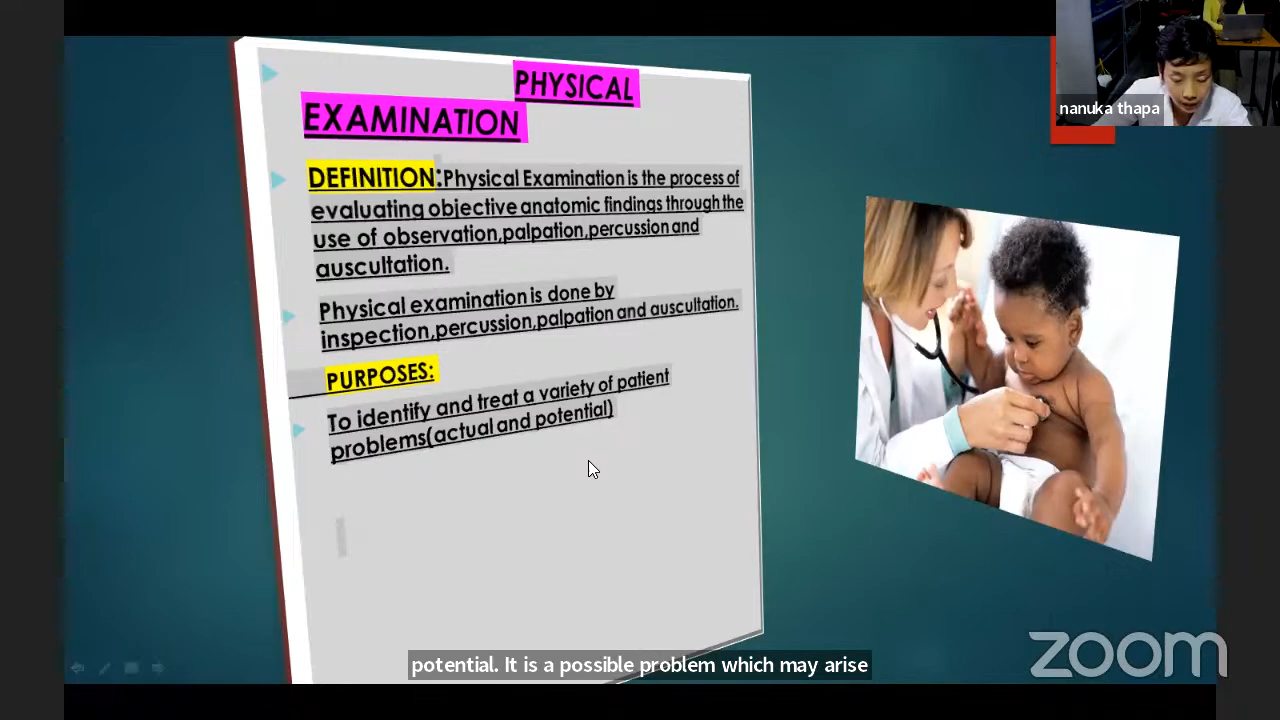 PHYSICAL
EXAMINATION
DEFINITION:Physical Examination is the process of
evaluating objective anatomic findings through the
use of observation,palpation,percussion and
auscultation.
Physical examination is done by
inspection,percussion,palpation and auscultation.
PURPOSES:
To identify and treat a variety of patient
problems(actual and potential)
nanuka thapa
potential. It is a possible problem which may arise
zoom